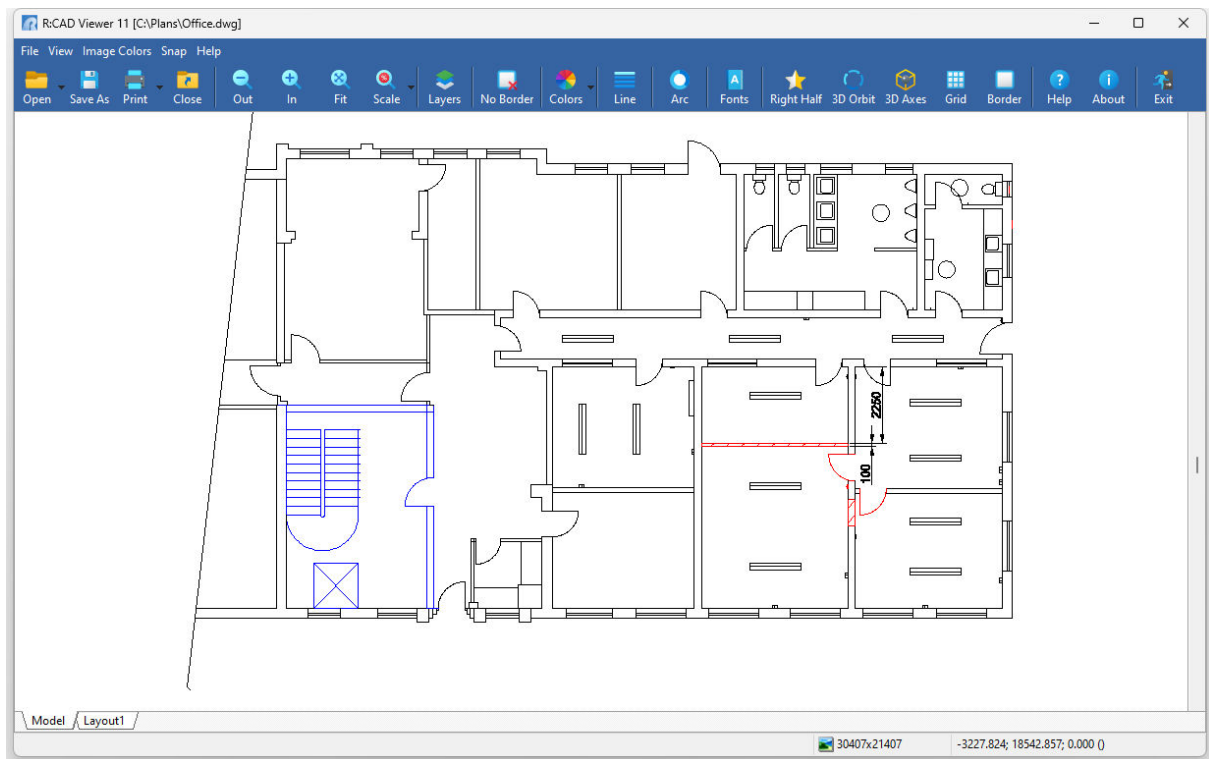 R:CAD Viewer 11 [C:\Plans\Office.dwg]
File View Image Colors Snap Help
Open Save As Print Close Out In Fit Scale Layers No Border Colors Line Arc Fonts Right Half 3D Orbit 3D Axes Grid Border Help About Exit
2250
100
Model Layout1
30407x21407 -3227.824; 18542.857; 0.000 ()